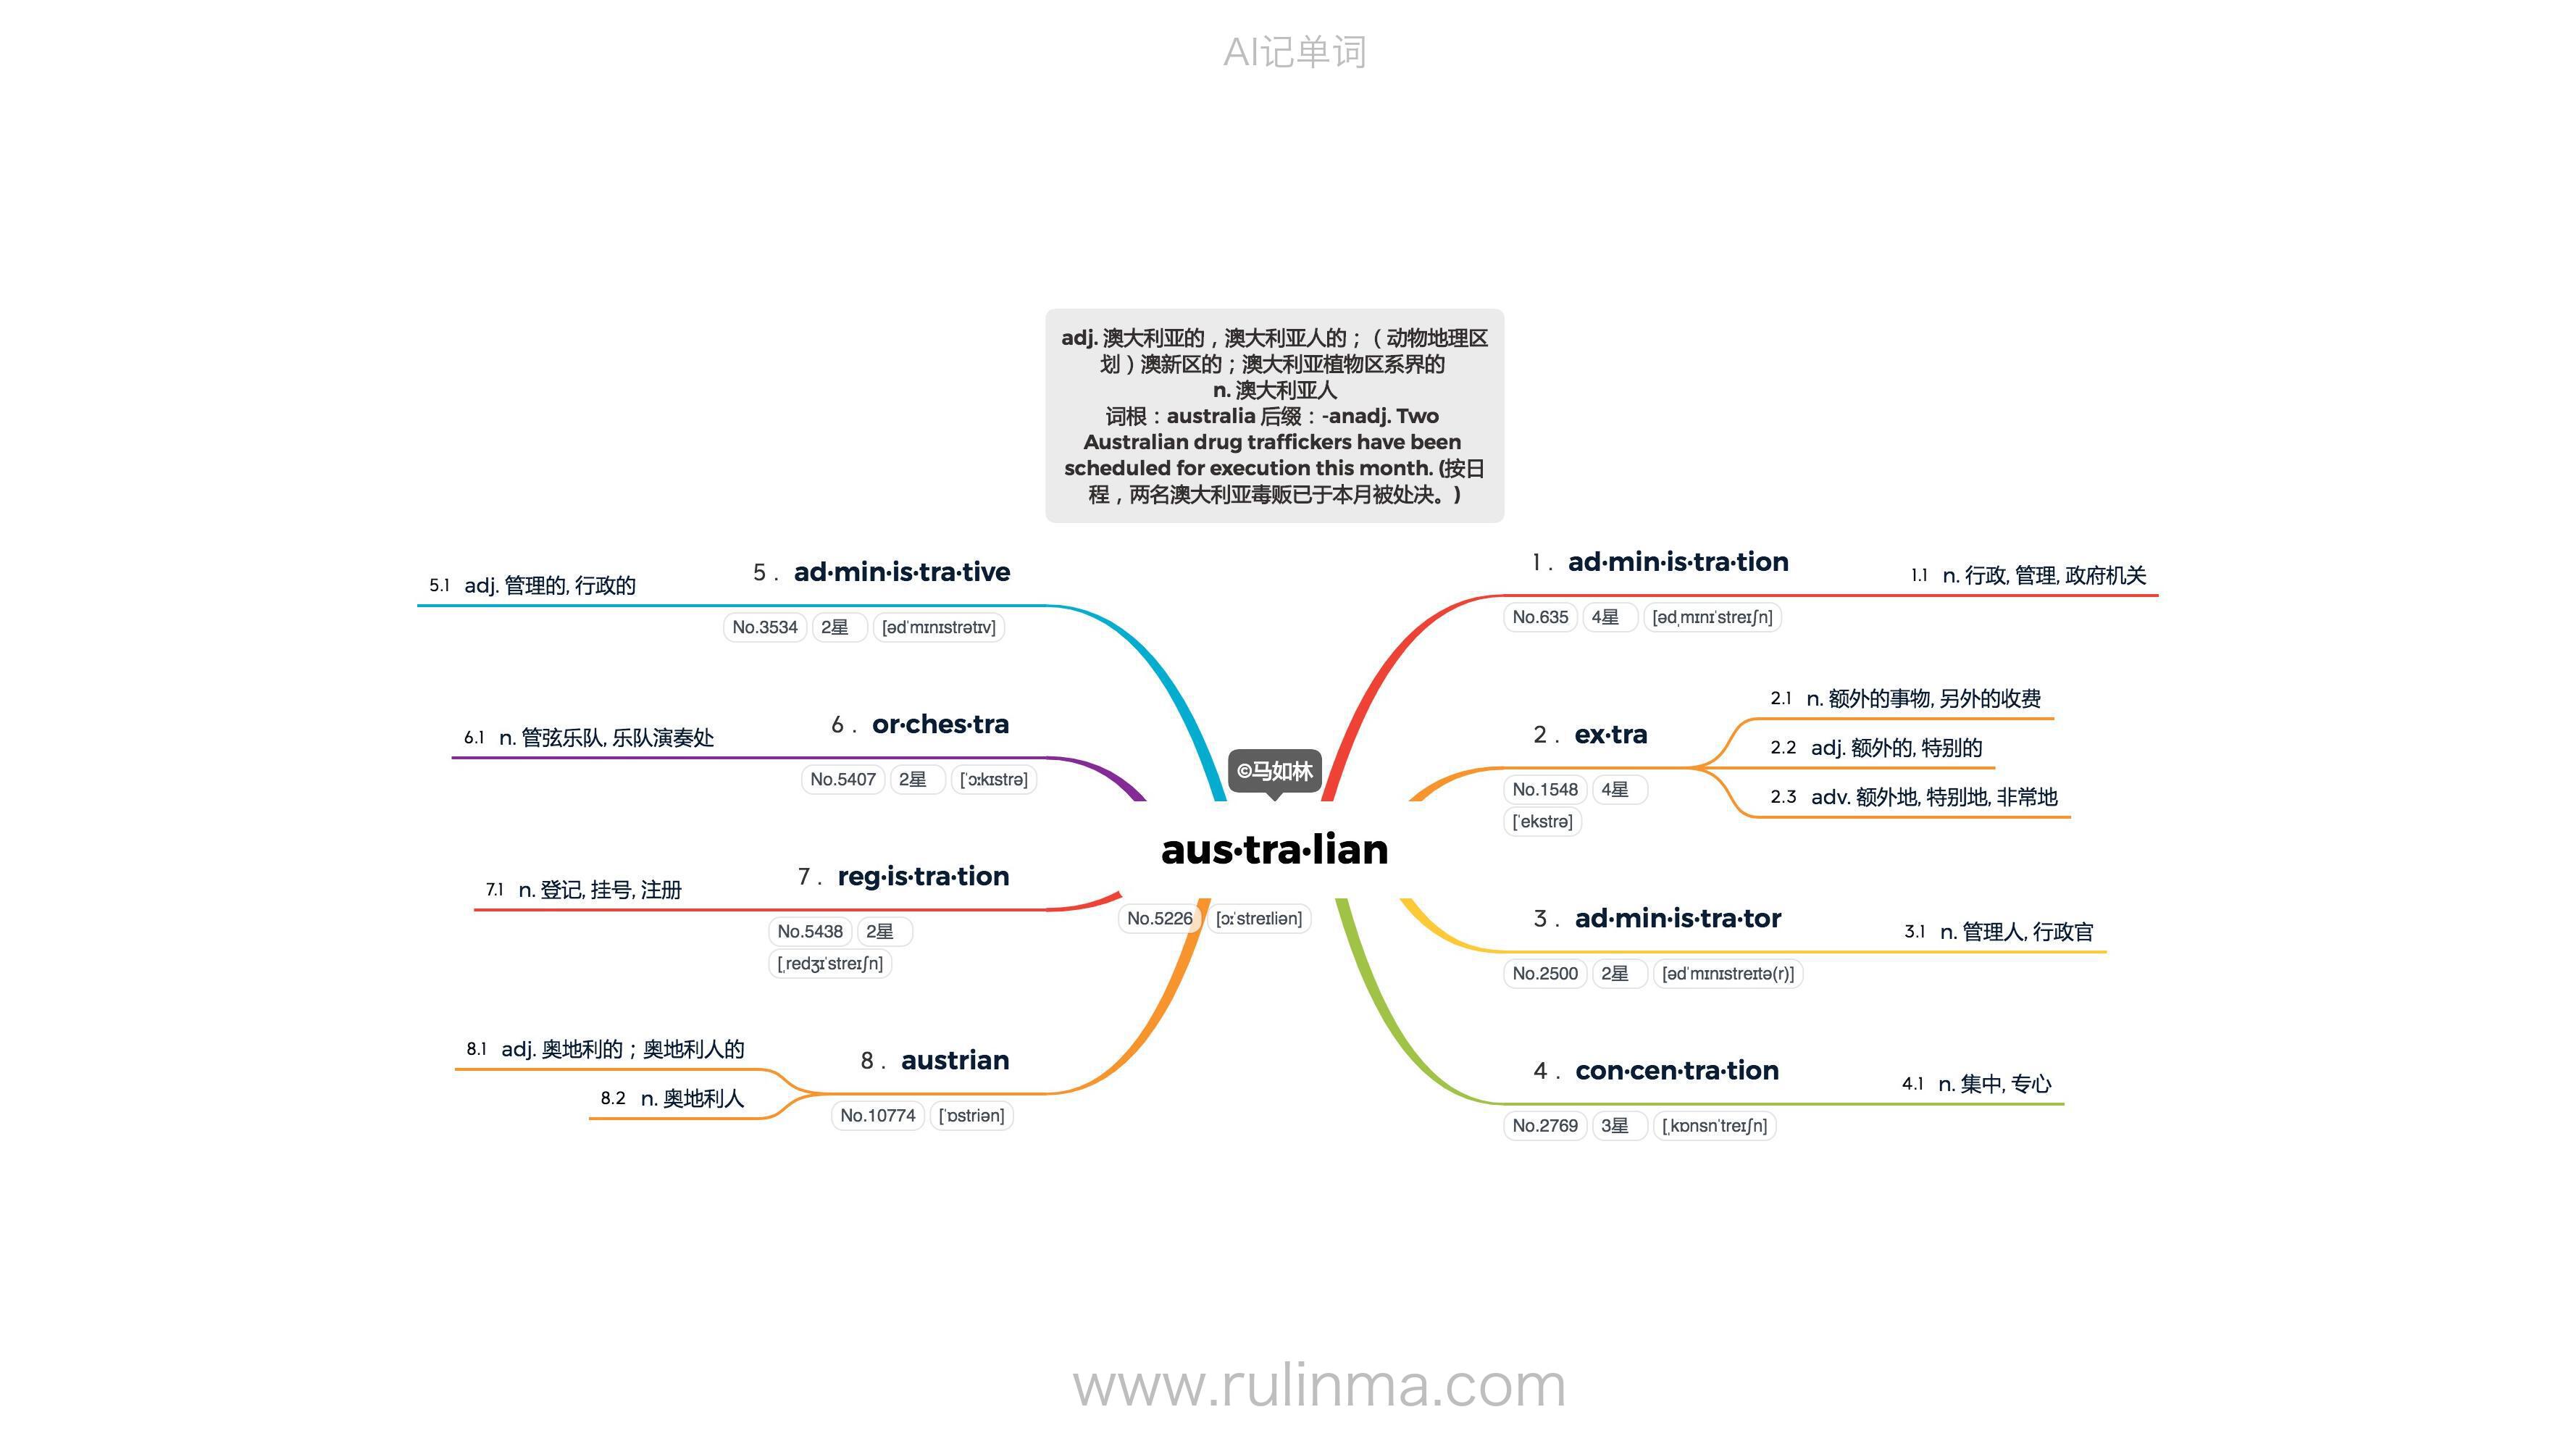 AI记单词
adj. 澳大利亚的，澳大利亚人的；（动物地理区
划）澳新区的；澳大利亚植物区系界的
n. 澳大利亚人
词根：australia 后缀：-anadj. Two
Australian drug traffickers have been
scheduled for execution this month. (按日
程，两名澳大利亚毒贩已于本月被处决。)
©马如林
aus·tra·lian
No.5226 [ɔːˈstreɪliən]
1. ad·min·is·tra·tion
No.635 4星 [ədˌmɪnɪˈstreɪʃn]
1.1 n. 行政, 管理, 政府机关
2. ex·tra
No.1548 4星
[ˈekstrə]
2.1 n. 额外的事物, 另外的收费
2.2 adj. 额外的, 特别的
2.3 adv. 额外地, 特别地, 非常地
3. ad·min·is·tra·tor
No.2500 2星 [ədˈmɪnɪstreɪtə(r)]
3.1 n. 管理人, 行政官
4. con·cen·tra·tion
No.2769 3星 [ˌkɒnsnˈtreɪʃn]
4.1 n. 集中, 专心
5. ad·min·is·tra·tive
No.3534 2星 [ədˈmɪnɪstrətɪv]
5.1 adj. 管理的, 行政的
6. or·ches·tra
No.5407 2星 [ˈɔːkɪstrə]
6.1 n. 管弦乐队, 乐队演奏处
7. reg·is·tra·tion
No.5438 2星
[ˌredʒɪˈstreɪʃn]
7.1 n. 登记, 挂号, 注册
8. austrian
No.10774 [ˈɒstriən]
8.1 adj. 奥地利的；奥地利人的
8.2 n. 奥地利人
www.rulinma.com